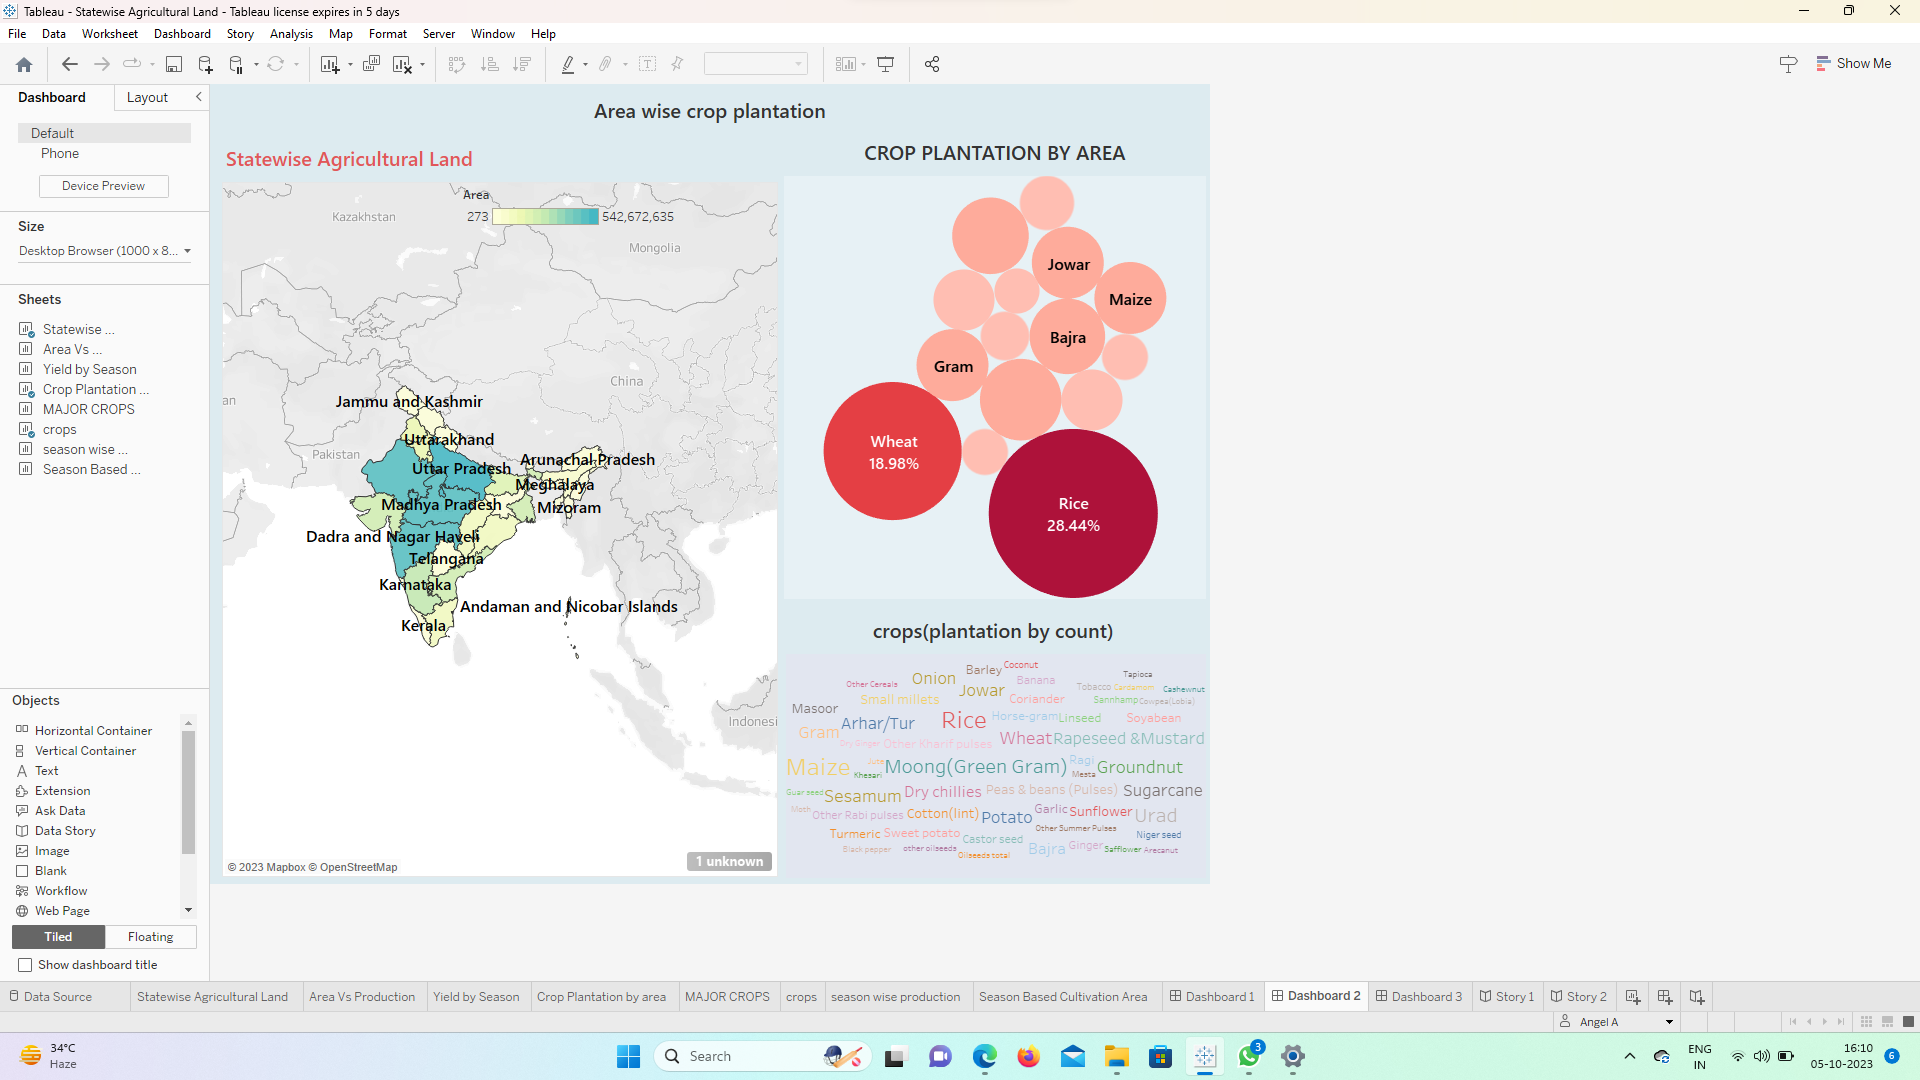 Tableau - Statewise Agricultural Land - Tableau license expires in 5 days
File Data Worksheet Dashboard Story Analysis Map Format Server Window Help
Show Me
Dashboard Layout
Default
Phone
Device Preview
Size
Desktop Browser (1000 x 8...
Sheets
Statewise ...
Area Vs ...
Yield by Season
Crop Plantation ...
MAJOR CROPS
crops
season wise ...
Season Based ...
Objects
Horizontal Container
Vertical Container
Text
Extension
Ask Data
Data Story
Image
Blank
Workflow
Web Page
Tiled Floating
Show dashboard title
Area wise crop plantation
Statewise Agricultural Land
Area
273 542,672,635
Kazakhstan
Mongolia
China
an
Pakistan
Indonesi
Jammu and Kashmir
Uttarakhand
Uttar Pradesh
Arunachal Pradesh
Meghalaya
Madhya Pradesh
Mizoram
Dadra and Nagar Haveli
Telangana
Karnataka
Andaman and Nicobar Islands
Kerala
© 2023 Mapbox © OpenStreetMap
1 unknown
CROP PLANTATION BY AREA
Jowar
Maize
Bajra
Gram
Wheat
18.98%
Rice
28.44%
crops(plantation by count)
Barley Coconut
Onion Banana Tapioca
Other Cereals Jowar Tobacco Cardamom Cashewnut
Small millets Coriander Sannhamp Cowpea(Lobia)
Masoor Arhar/Tur Rice Horse-gram Linseed Soyabean
Gram Dry Ginger Other Kharif pulses Wheat Rapeseed &Mustard
Maize Jute Khesari Moong(Green Gram) Ragi Mesta Groundnut
Guar seed Sesamum Dry chillies Peas & beans (Pulses) Sugarcane
Moth Other Rabi pulses Cotton(lint) Potato Garlic Sunflower Urad
Turmeric Sweet potato Castor seed Other Summer Pulses Niger seed
Black pepper other oilseeds Oilseeds total Bajra Ginger Safflower Arecanut
Data Source Statewise Agricultural Land Area Vs Production Yield by Season Crop Plantation by area MAJOR CROPS crops season wise production Season Based Cultivation Area Dashboard 1 Dashboard 2 Dashboard 3 Story 1 Story 2
Angel A
34°C
Haze
Search
3
ENG
IN
16:10
05-10-2023
6